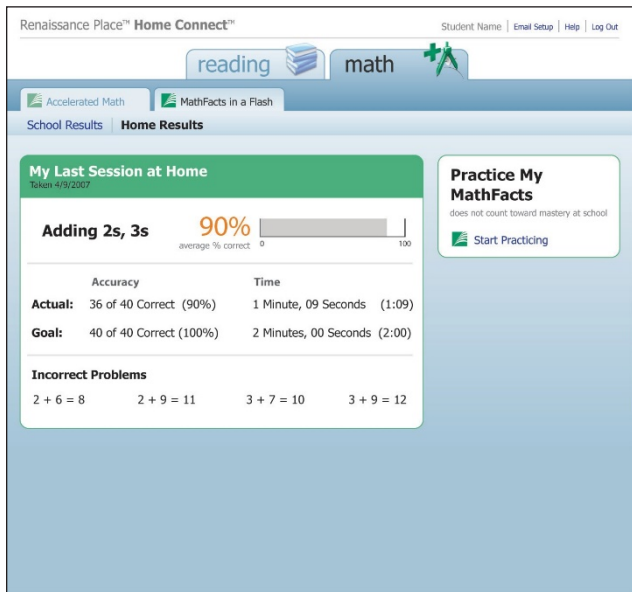 Renaissance Place™ Home Connect™
Student Name | Email Setup | Help | Log Out
reading math
Accelerated Math MathFacts in a Flash
School Results | Home Results
My Last Session at Home
Taken 4/9/2007
Adding 2s, 3s 90%
average % correct 0 100
Accuracy Time
Actual: 36 of 40 Correct (90%) 1 Minute, 09 Seconds (1:09)
Goal: 40 of 40 Correct (100%) 2 Minutes, 00 Seconds (2:00)
Incorrect Problems
2 + 6 = 8 2 + 9 = 11 3 + 7 = 10 3 + 9 = 12
Practice My
MathFacts
does not count toward mastery at school
Start Practicing